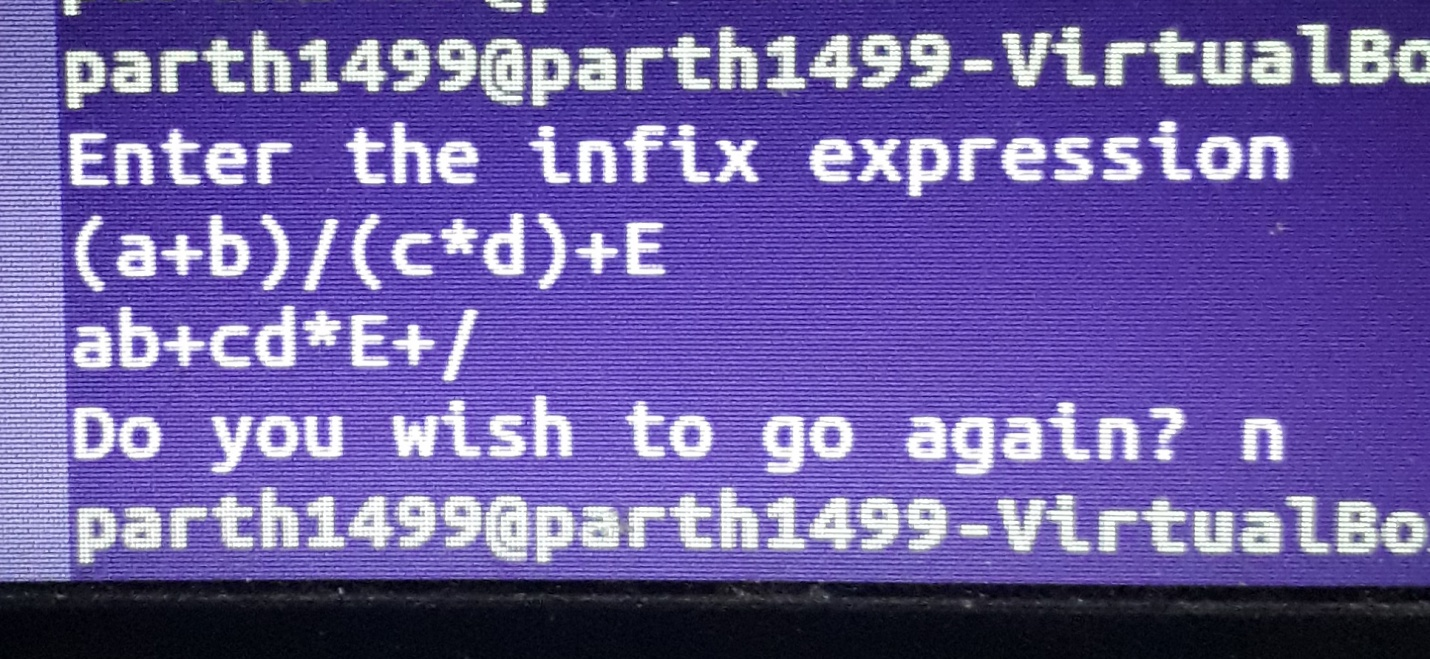 parth1499@parth1499-VirtualBo
Enter the infix expression
(a+b)/(c*d)+E
ab+cd*E+/
Do you wish to go again? n
parth1499@parth1499-VirtualBo